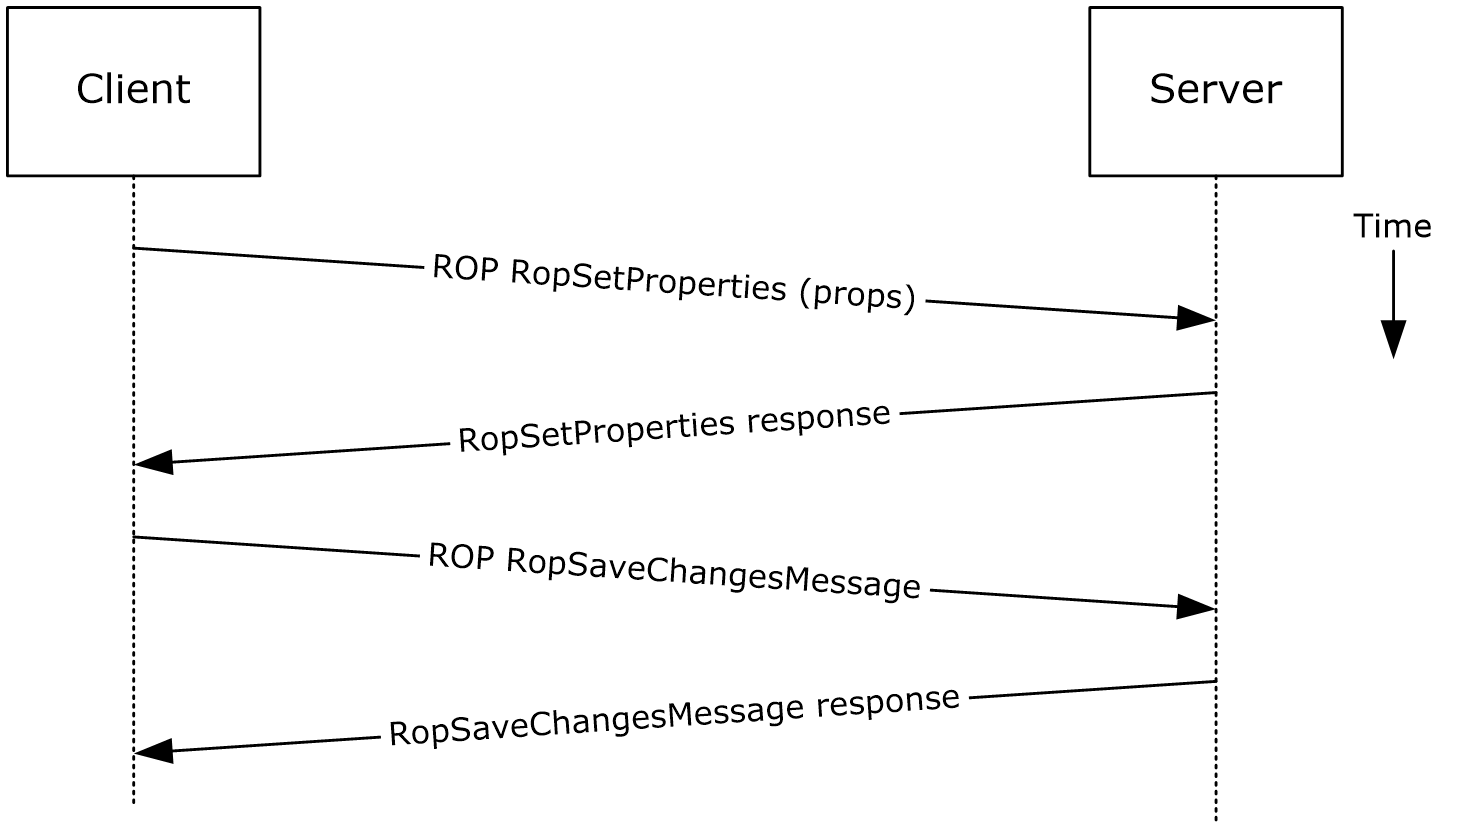 Client
Server
Time
ROP RopSetProperties (props)
RopSetProperties response
ROP RopSaveChangesMessage
RopSaveChangesMessage response